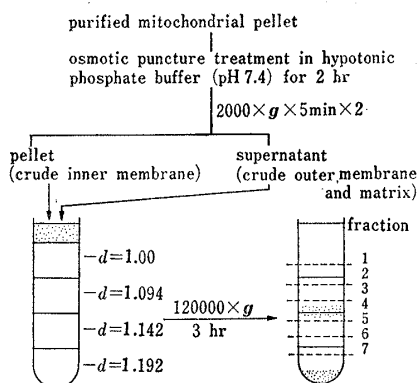 purified mitochondrial pellet
osmotic puncture treatment in hypotonic
phosphate buffer (pH 7.4) for 2 hr
2000×g×5min×2
pellet
(crude inner membrane)
supernatant
(crude outer, membrane
and matrix)
fraction
1
2
3
4
5
6
7
d=1.00
d=1.094
d=1.142
d=1.192
120000×g
3 hr